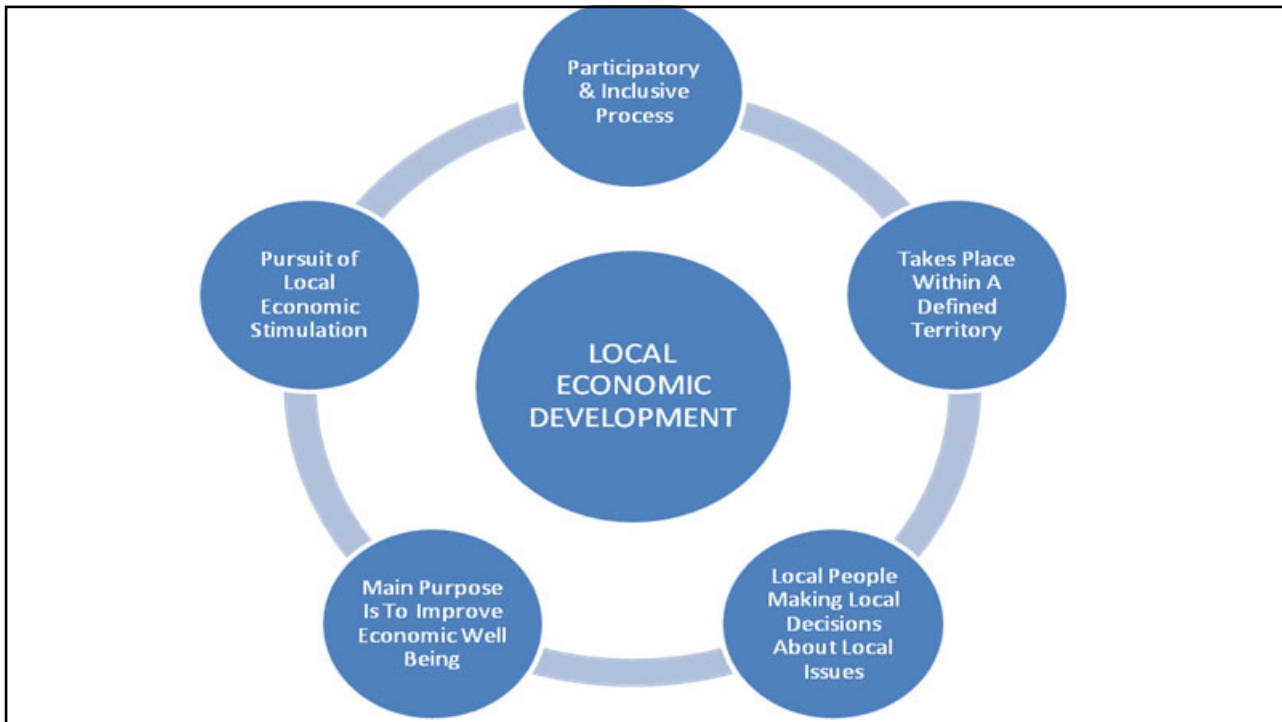 Participatory
& Inclusive
Process
Takes Place
Within A
Defined
Territory
Local People
Making Local
Decisions
About Local
Issues
Main Purpose
Is To Improve
Economic Well
Being
Pursuit of
Local
Economic
Stimulation
LOCAL
ECONOMIC
DEVELOPMENT